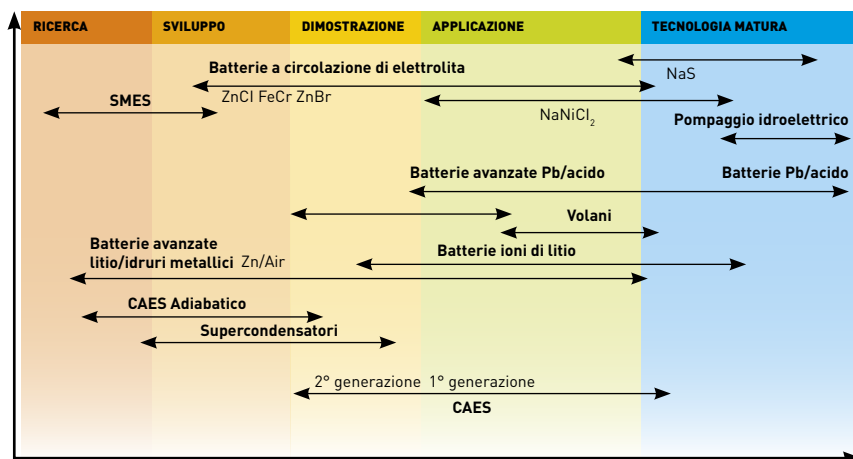 RICERCA SVILUPPO DIMOSTRAZIONE APPLICAZIONE TECNOLOGIA MATURA
Batterie a circolazione di elettrolita
NaS
ZnCl FeCr ZnBr
SMES
NaNiCl₂
Pompaggio idroelettrico
Batterie avanzate Pb/acido
Batterie Pb/acido
Volani
Batterie avanzate
litio/idruri metallici Zn/Air
Batterie ioni di litio
CAES Adiabatico
Supercondensatori
2° generazione 1° generazione
CAES